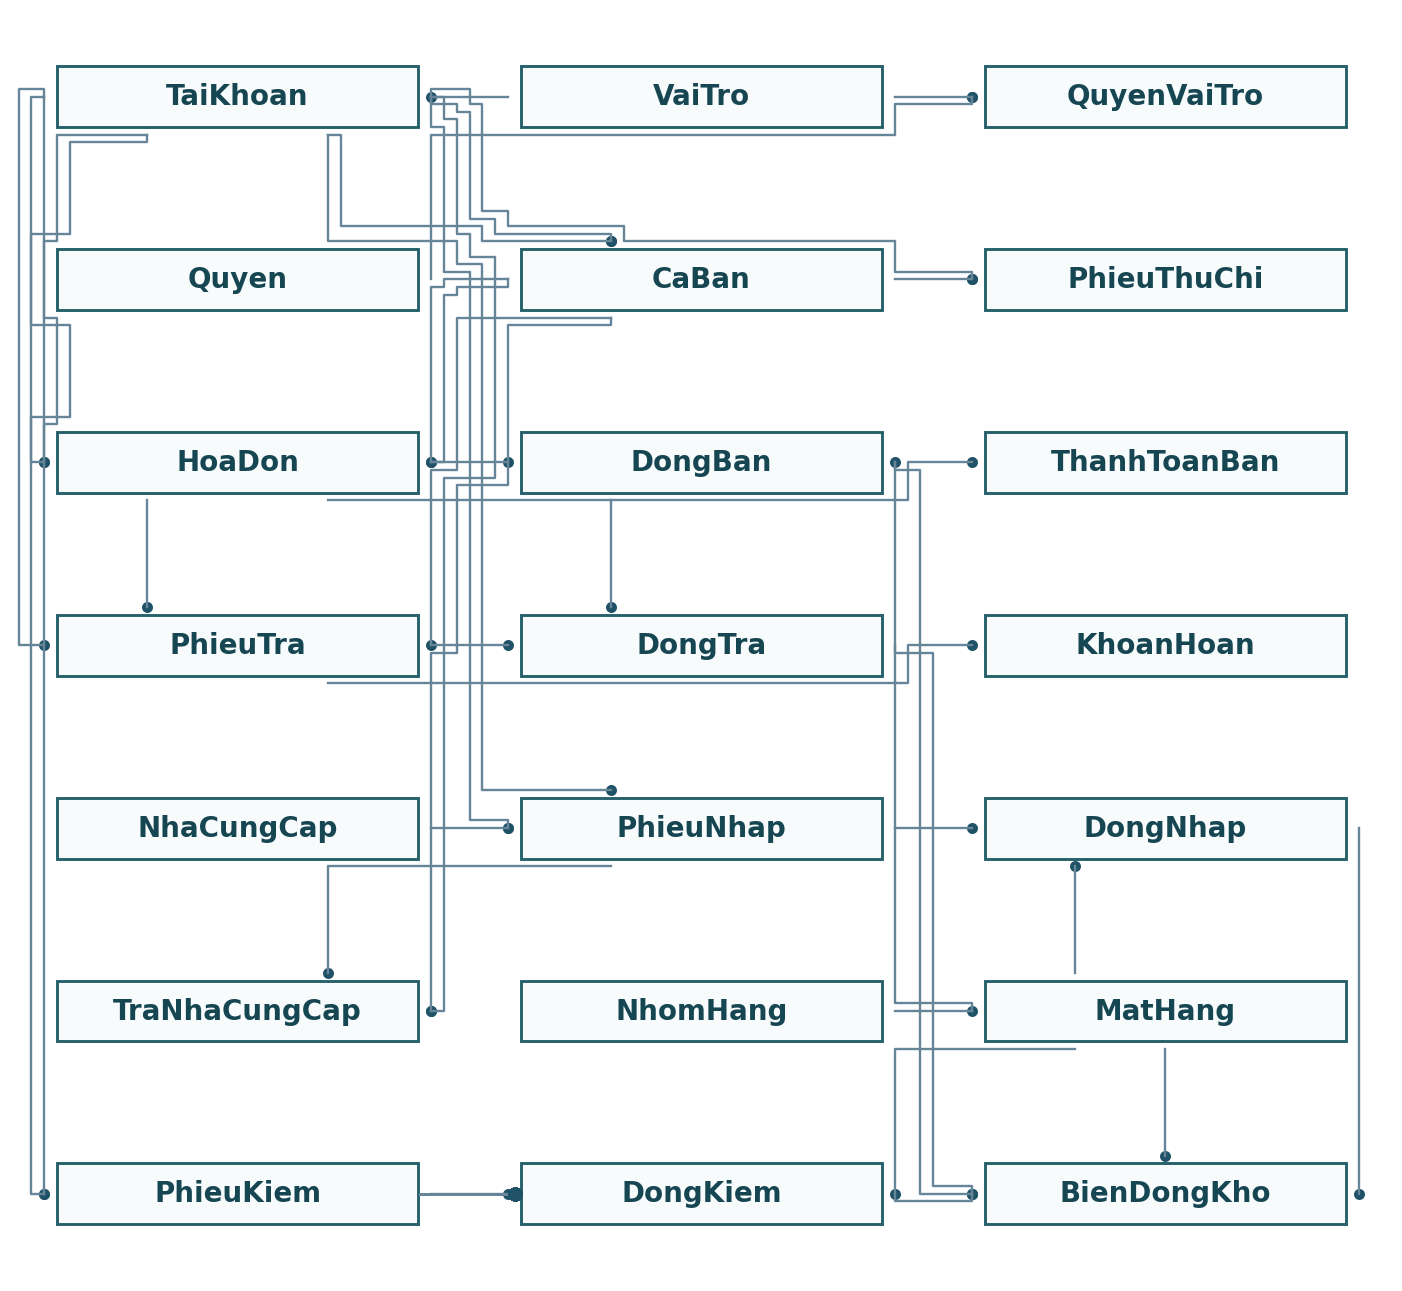 TaiKhoan
VaiTro
QuyenVaiTro
Quyen
CaBan
PhieuThuChi
HoaDon
DongBan
ThanhToanBan
PhieuTra
DongTra
KhoanHoan
NhaCungCap
PhieuNhap
DongNhap
TraNhaCungCap
NhomHang
MatHang
PhieuKiem
DongKiem
BienDongKho